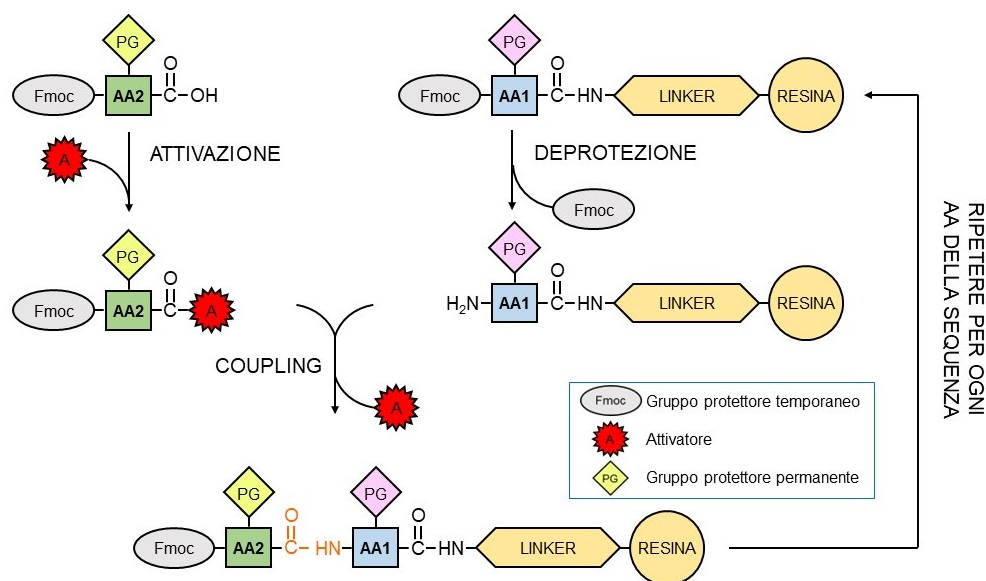 PG
Fmoc
AA2
O
C
OH
A
ATTIVAZIONE
PG
Fmoc
AA2
O
C
A
PG
Fmoc
AA1
O
C
HN
LINKER
RESINA
DEPROTEZIONE
Fmoc
PG
H₂N
AA1
O
C
HN
LINKER
RESINA
COUPLING
A
Fmoc
Gruppo protettore temporaneo
A
Attivatore
PG
Gruppo protettore permanente
PG
PG
Fmoc
AA2
O
C
HN
AA1
O
C
HN
LINKER
RESINA
RIPETERE PER OGNI
AA DELLA SEQUENZA